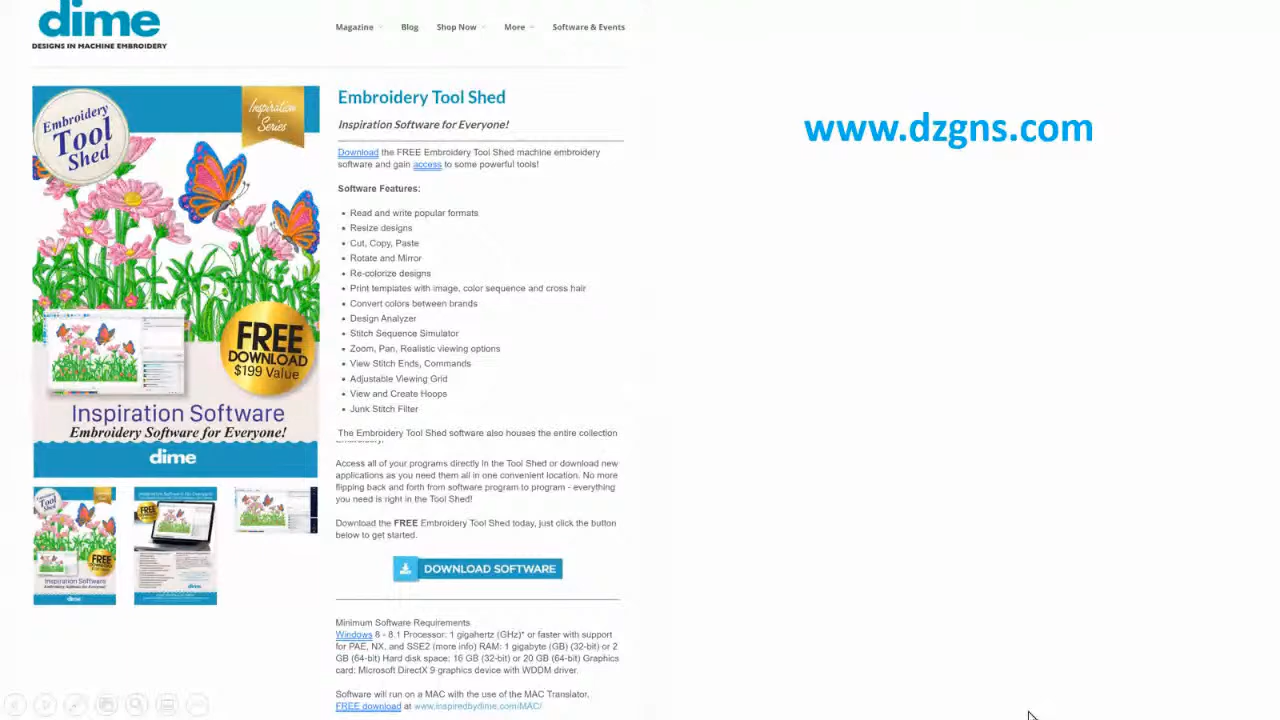 dime
DESIGNS IN MACHINE EMBROIDERY
Magazine
Blog
Shop Now
More
Software & Events
www.dzgns.com
Embroidery
Tool
Shed
Inspiration
Series
FREE
DOWNLOAD
$199 Value
Inspiration Software
Embroidery Software for Everyone!
dime
Embroidery Tool Shed
Inspiration Software for Everyone!
Download the FREE Embroidery Tool Shed machine embroidery
software and gain access to some powerful tools!
Software Features:
• Read and write popular formats
• Resize designs
• Cut, Copy, Paste
• Rotate and Mirror
• Re-colorize designs
• Print templates with image, color sequence and cross hair
• Convert colors between brands
• Design Analyzer
• Stitch Sequence Simulator
• Zoom, Pan, Realistic viewing options
• View Stitch Ends, Commands
• Adjustable Viewing Grid
• View and Create Hoops
• Junk Stitch Filter
The Embroidery Tool Shed software also houses the entire collection
Access all of your programs directly in the Tool Shed or download new
applications as you need them all in one convenient location. No more
flipping back and forth from software program to program - everything
you need is right in the Tool Shed!
Download the FREE Embroidery Tool Shed today, just click the button
below to get started.
DOWNLOAD SOFTWARE
Minimum Software Requirements
Windows 8 - 8.1 Processor: 1 gigahertz (GHz)* or faster with support
for PAE, NX, and SSE2 (more info) RAM: 1 gigabyte (GB) (32-bit) or 2
GB (64-bit) Hard disk space: 16 GB (32-bit) or 20 GB (64-bit) Graphics
card: Microsoft DirectX 9 graphics device with WDDM driver.
Software will run on a MAC with the use of the MAC Translator.
FREE download at www.inspiredbydime.com/MAC/
Tool
Shed
FREE
Inspiration Software
Embroidery Software for Everyone!
dime
FREE
dime